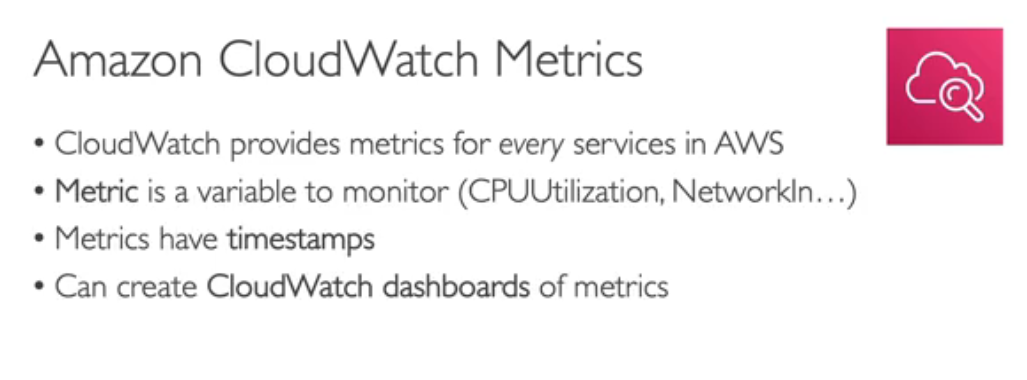 Amazon CloudWatch Metrics
• CloudWatch provides metrics for every services in AWS
• Metric is a variable to monitor (CPUUtilization, NetworkIn…)
• Metrics have timestamps
• Can create CloudWatch dashboards of metrics